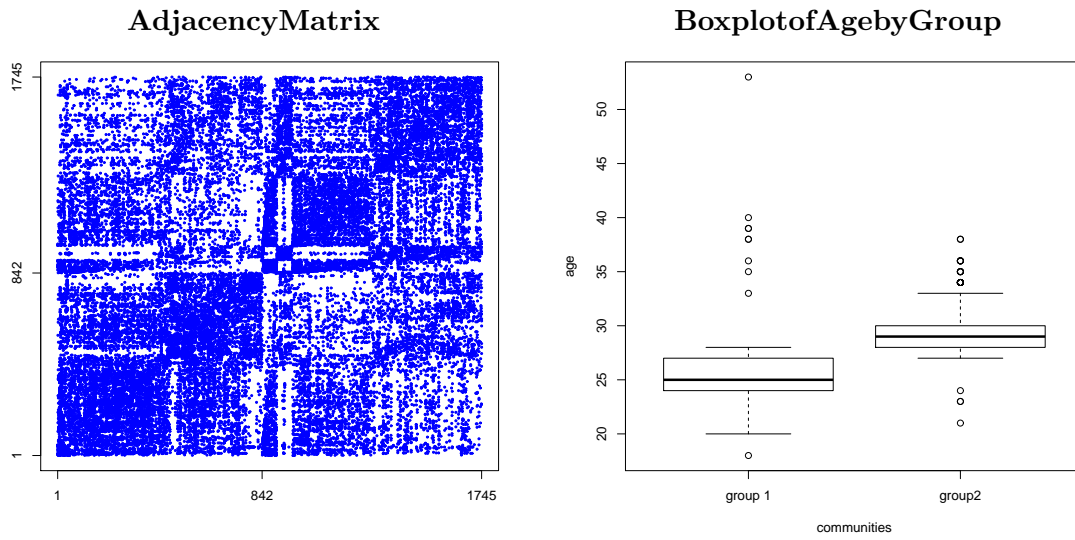 AdjacencyMatrix
1745
842
1
1
842
1745
BoxplotofAgebyGroup
50
45
40
35
30
25
20
age
group 1
group2
communities